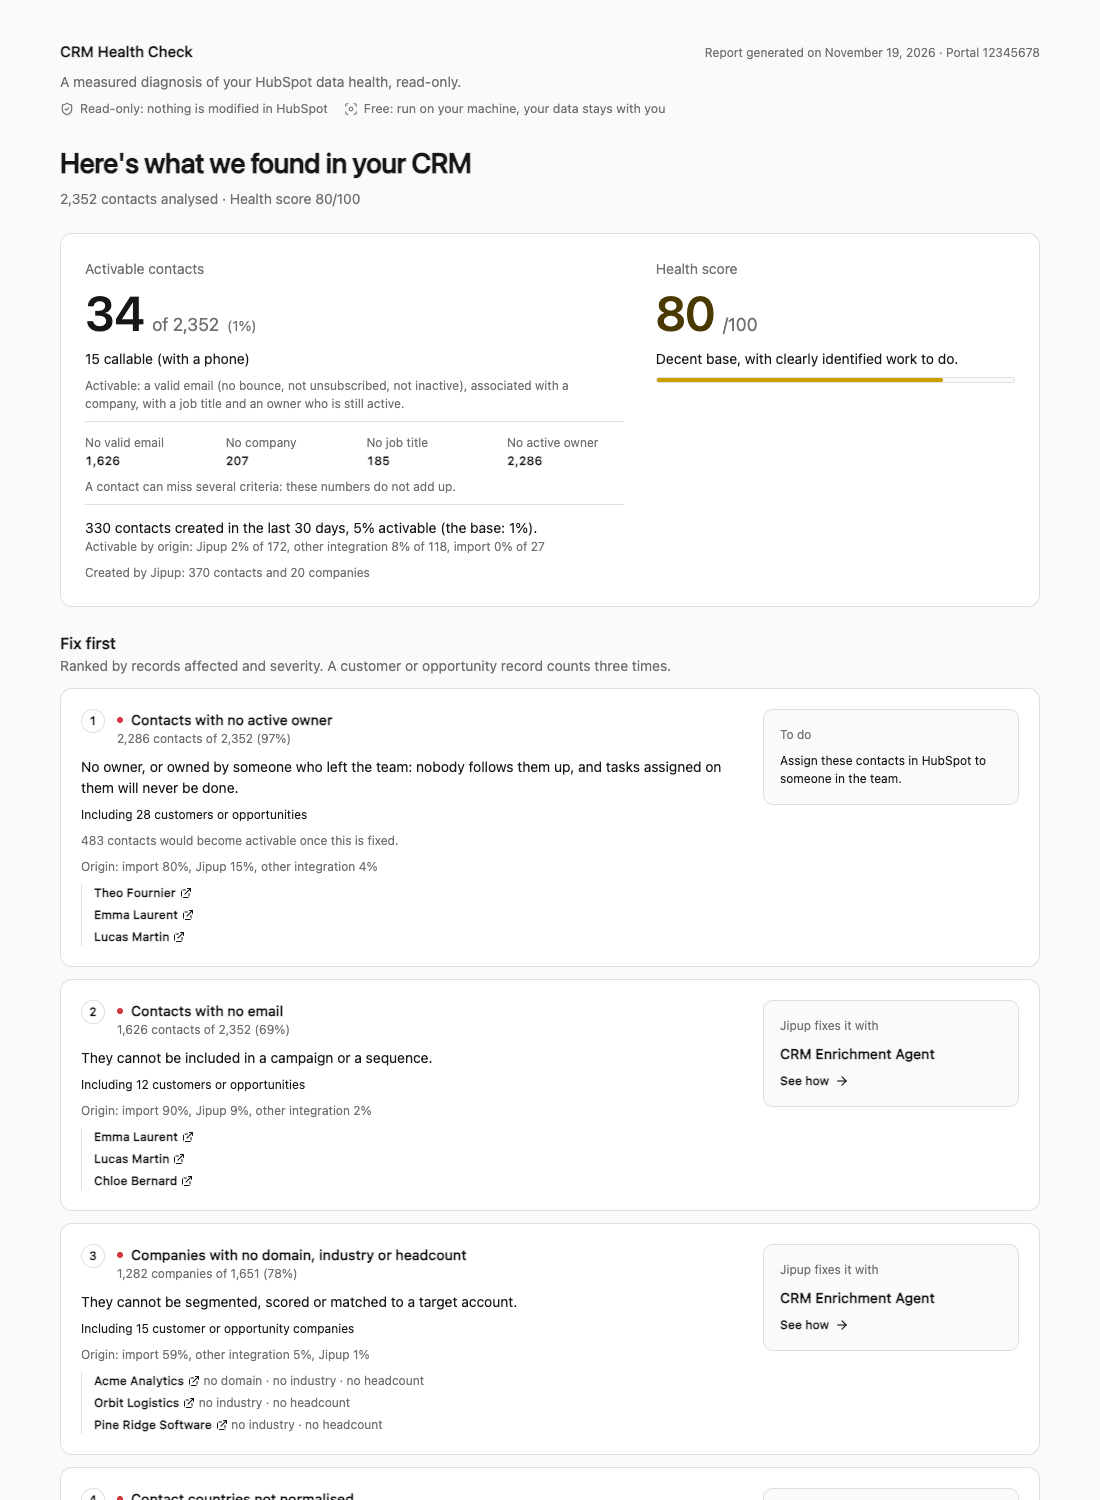 CRM Health Check
Report generated on November 19, 2026 · Portal 12345678
A measured diagnosis of your HubSpot data health, read-only.
Read-only: nothing is modified in HubSpot
Free: run on your machine, your data stays with you
Here's what we found in your CRM
2,352 contacts analysed · Health score 80/100
Activable contacts
34 of 2,352 (1%)
15 callable (with a phone)
Activable: a valid email (no bounce, not unsubscribed, not inactive), associated with a
company, with a job title and an owner who is still active.
No valid email
1,626
No company
207
No job title
185
No active owner
2,286
A contact can miss several criteria: these numbers do not add up.
330 contacts created in the last 30 days, 5% activable (the base: 1%).
Activable by origin: Jipup 2% of 172, other integration 8% of 118, import 0% of 27
Created by Jipup: 370 contacts and 20 companies
Health score
80 /100
Decent base, with clearly identified work to do.
Fix first
Ranked by records affected and severity. A customer or opportunity record counts three times.
1 Contacts with no active owner
2,286 contacts of 2,352 (97%)
No owner, or owned by someone who left the team: nobody follows them up, and tasks assigned on
them will never be done.
Including 28 customers or opportunities
483 contacts would become activable once this is fixed.
Origin: import 80%, Jipup 15%, other integration 4%
Theo Fournier
Emma Laurent
Lucas Martin
To do
Assign these contacts in HubSpot to
someone in the team.
2 Contacts with no email
1,626 contacts of 2,352 (69%)
They cannot be included in a campaign or a sequence.
Including 12 customers or opportunities
Origin: import 90%, Jipup 9%, other integration 2%
Emma Laurent
Lucas Martin
Chloe Bernard
Jipup fixes it with
CRM Enrichment Agent
See how
3 Companies with no domain, industry or headcount
1,282 companies of 1,651 (78%)
They cannot be segmented, scored or matched to a target account.
Including 15 customer or opportunity companies
Origin: import 59%, other integration 5%, Jipup 1%
Acme Analytics no domain · no industry · no headcount
Orbit Logistics no industry · no headcount
Pine Ridge Software no industry · no headcount
Jipup fixes it with
CRM Enrichment Agent
See how
4 Contact countries not normalised